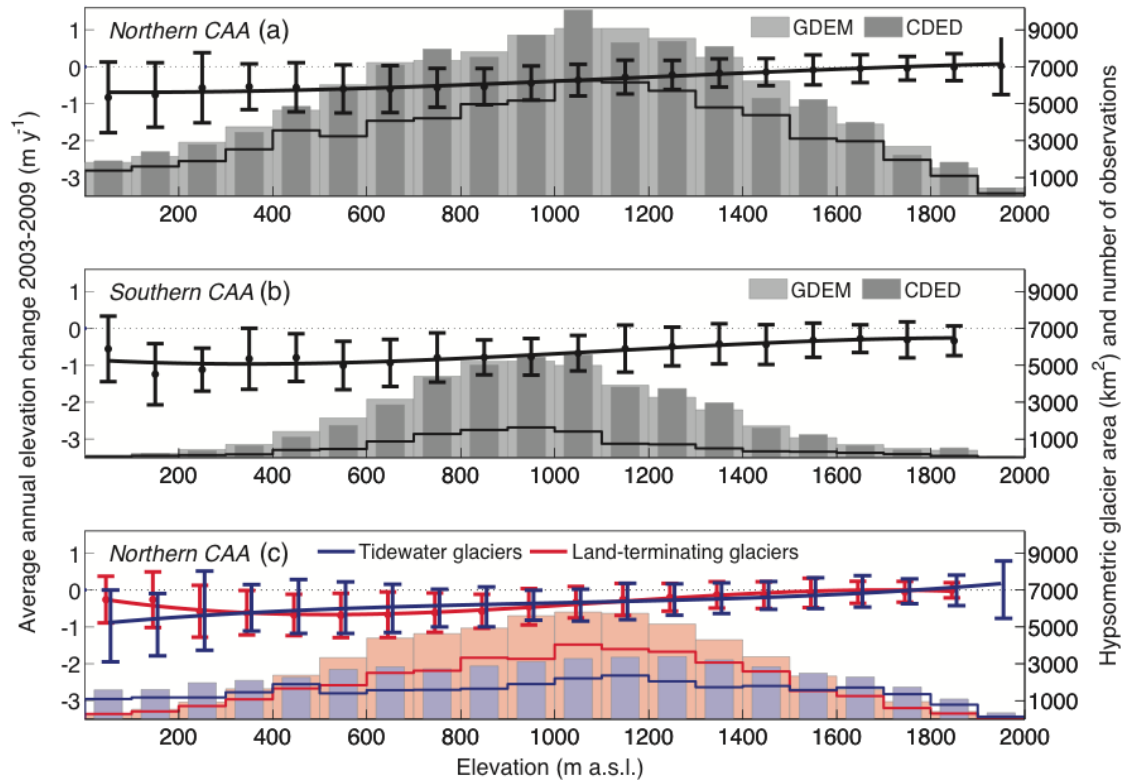 Average annual elevation change 2003-2009 (m y⁻¹)
Hypsometric glacier area (km²) and number of observations
Northern CAA (a)
GDEM CDED
1
0
-1
-2
-3
9000
7000
5000
3000
1000
200 400 600 800 1000 1200 1400 1600 1800 2000
Southern CAA (b)
GDEM CDED
1
0
-1
-2
-3
9000
7000
5000
3000
1000
200 400 600 800 1000 1200 1400 1600 1800 2000
Northern CAA (c) Tidewater glaciers Land-terminating glaciers
1
0
-1
-2
-3
9000
7000
5000
3000
1000
200 400 600 800 1000 1200 1400 1600 1800 2000
Elevation (m a.s.l.)